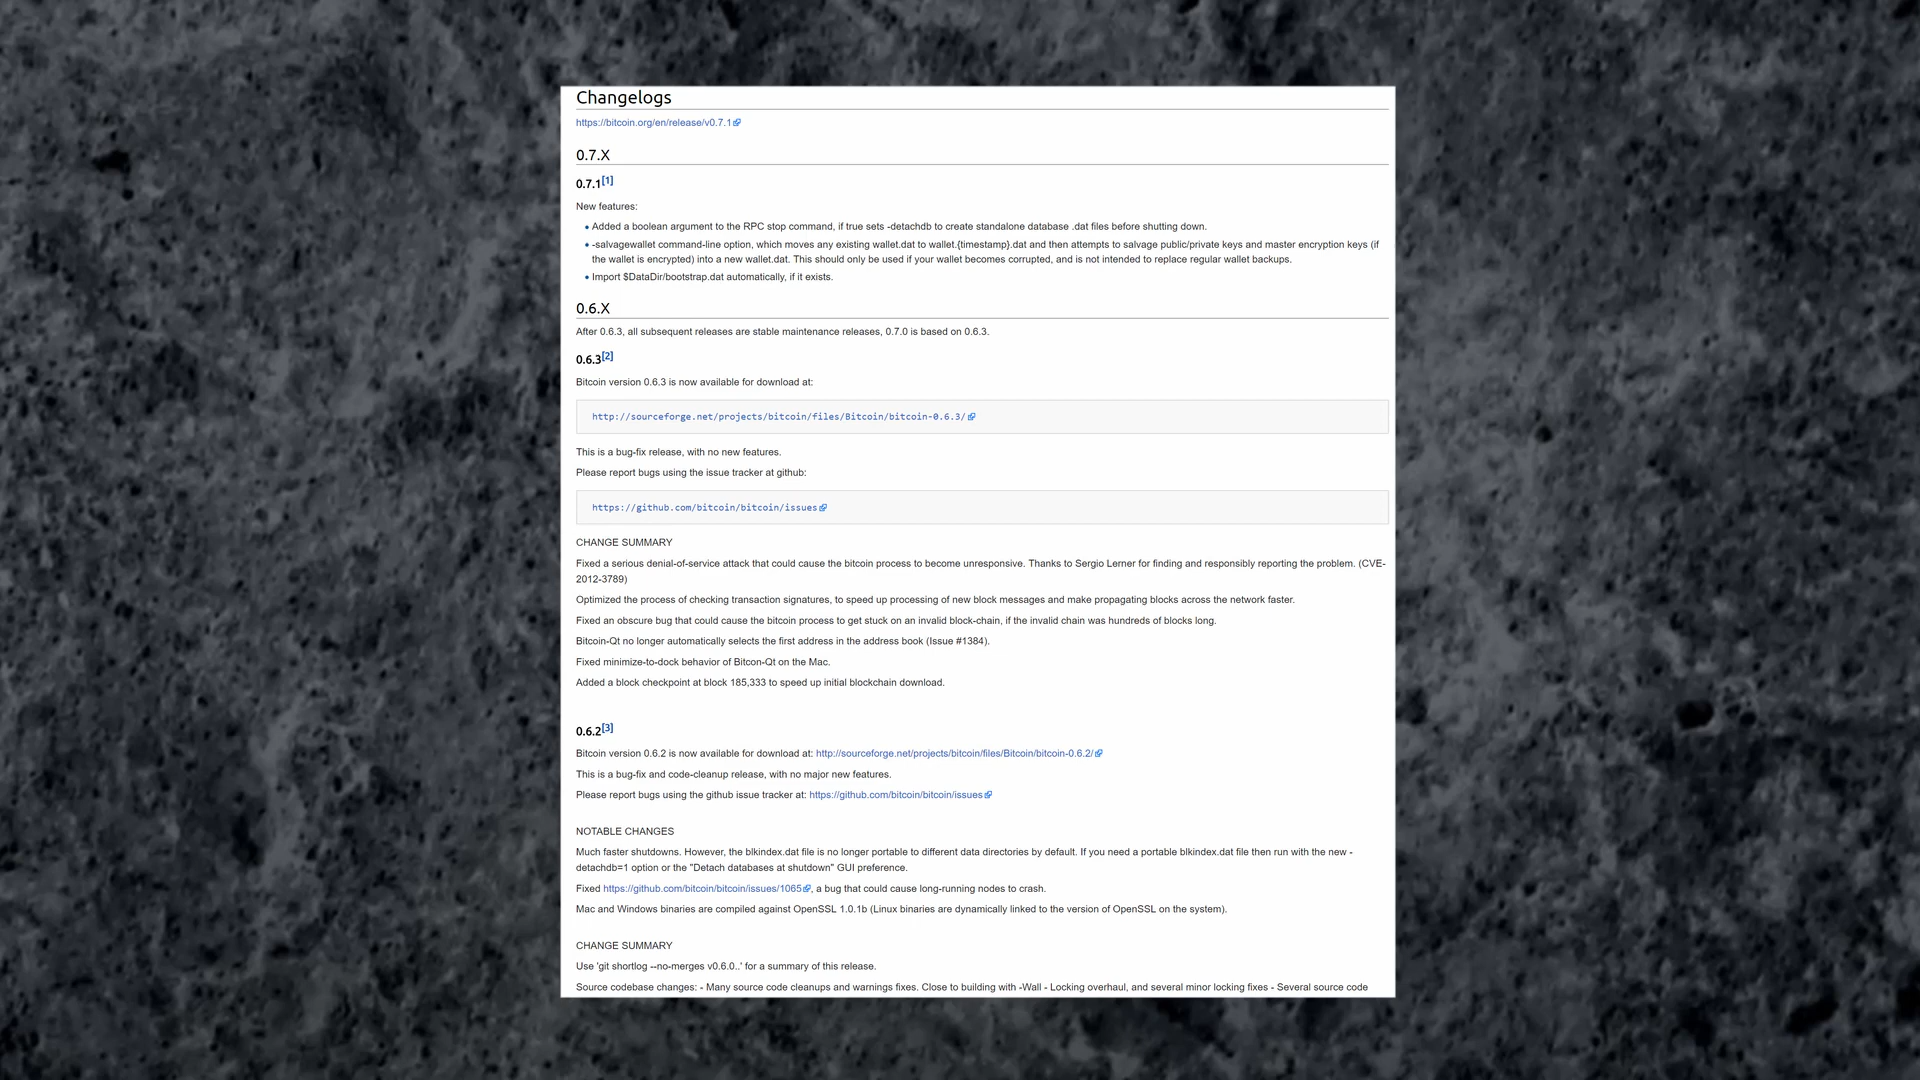 Changelogs
https://bitcoin.org/en/release/v0.7.1
0.7.X
0.7.1[1]
New features:
• Added a boolean argument to the RPC stop command, if true sets -detachdb to create standalone database .dat files before shutting down.
• -salvagewallet command-line option, which moves any existing wallet.dat to wallet.{timestamp}.dat and then attempts to salvage public/private keys and master encryption keys (if
the wallet is encrypted) into a new wallet.dat. This should only be used if your wallet becomes corrupted, and is not intended to replace regular wallet backups.
• Import $DataDir/bootstrap.dat automatically, if it exists.
0.6.X
After 0.6.3, all subsequent releases are stable maintenance releases, 0.7.0 is based on 0.6.3.
0.6.3[2]
Bitcoin version 0.6.3 is now available for download at:
http://sourceforge.net/projects/bitcoin/files/Bitcoin/bitcoin-0.6.3/
This is a bug-fix release, with no new features.
Please report bugs using the issue tracker at github:
https://github.com/bitcoin/bitcoin/issues
CHANGE SUMMARY
Fixed a serious denial-of-service attack that could cause the bitcoin process to become unresponsive. Thanks to Sergio Lerner for finding and responsibly reporting the problem. (CVE-
2012-3789)
Optimized the process of checking transaction signatures, to speed up processing of new block messages and make propagating blocks across the network faster.
Fixed an obscure bug that could cause the bitcoin process to get stuck on an invalid block-chain, if the invalid chain was hundreds of blocks long.
Bitcoin-Qt no longer automatically selects the first address in the address book (Issue #1384).
Fixed minimize-to-dock behavior of Bitcon-Qt on the Mac.
Added a block checkpoint at block 185,333 to speed up initial blockchain download.
0.6.2[3]
Bitcoin version 0.6.2 is now available for download at: http://sourceforge.net/projects/bitcoin/files/Bitcoin/bitcoin-0.6.2/
This is a bug-fix and code-cleanup release, with no major new features.
Please report bugs using the github issue tracker at: https://github.com/bitcoin/bitcoin/issues
NOTABLE CHANGES
Much faster shutdowns. However, the blkindex.dat file is no longer portable to different data directories by default. If you need a portable blkindex.dat file then run with the new -
detachdb=1 option or the "Detach databases at shutdown" GUI preference.
Fixed https://github.com/bitcoin/bitcoin/issues/1065, a bug that could cause long-running nodes to crash.
Mac and Windows binaries are compiled against OpenSSL 1.0.1b (Linux binaries are dynamically linked to the version of OpenSSL on the system).
CHANGE SUMMARY
Use 'git shortlog --no-merges v0.6.0..' for a summary of this release.
Source codebase changes: - Many source code cleanups and warnings fixes. Close to building with -Wall - Locking overhaul, and several minor locking fixes - Several source code